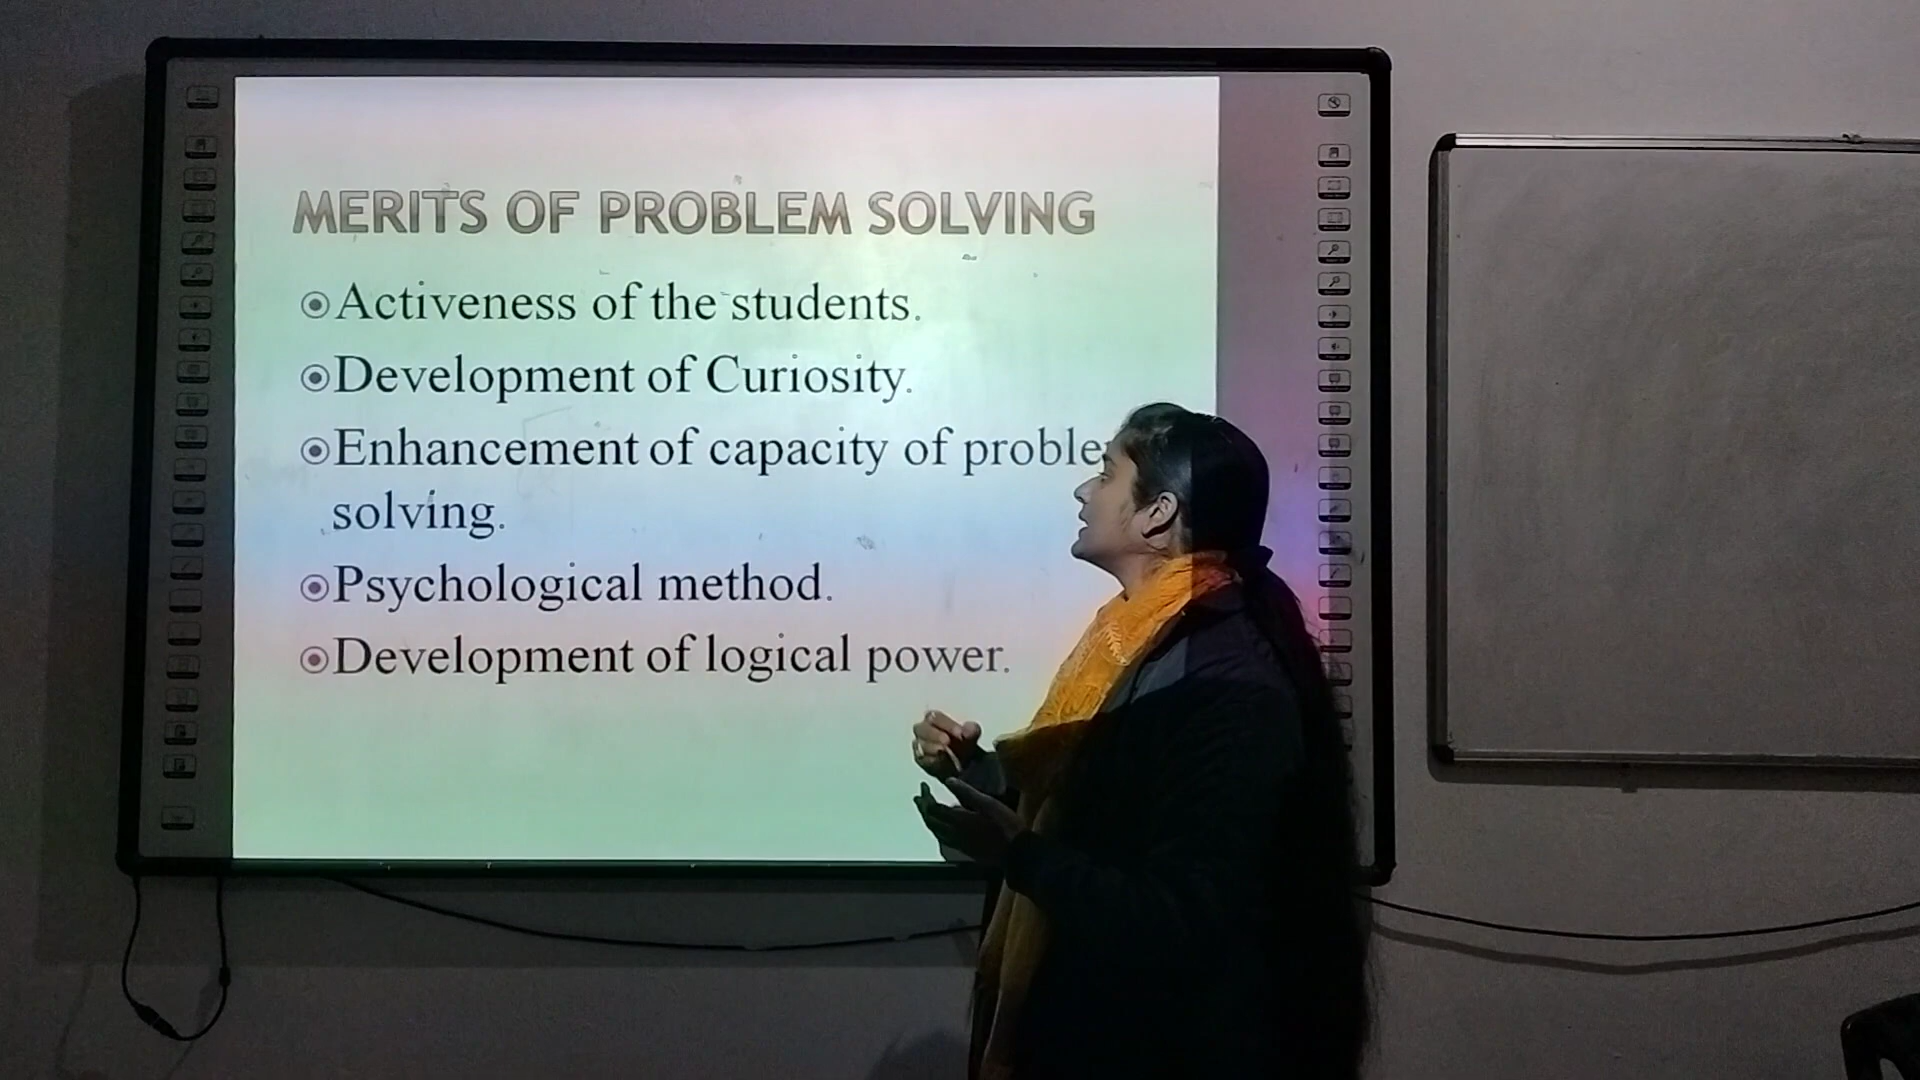 MERITS OF PROBLEM SOLVING
Activeness of the students.
Development of Curiosity.
Enhancement of capacity of
solving.
Psychological method.
Development of logical power.